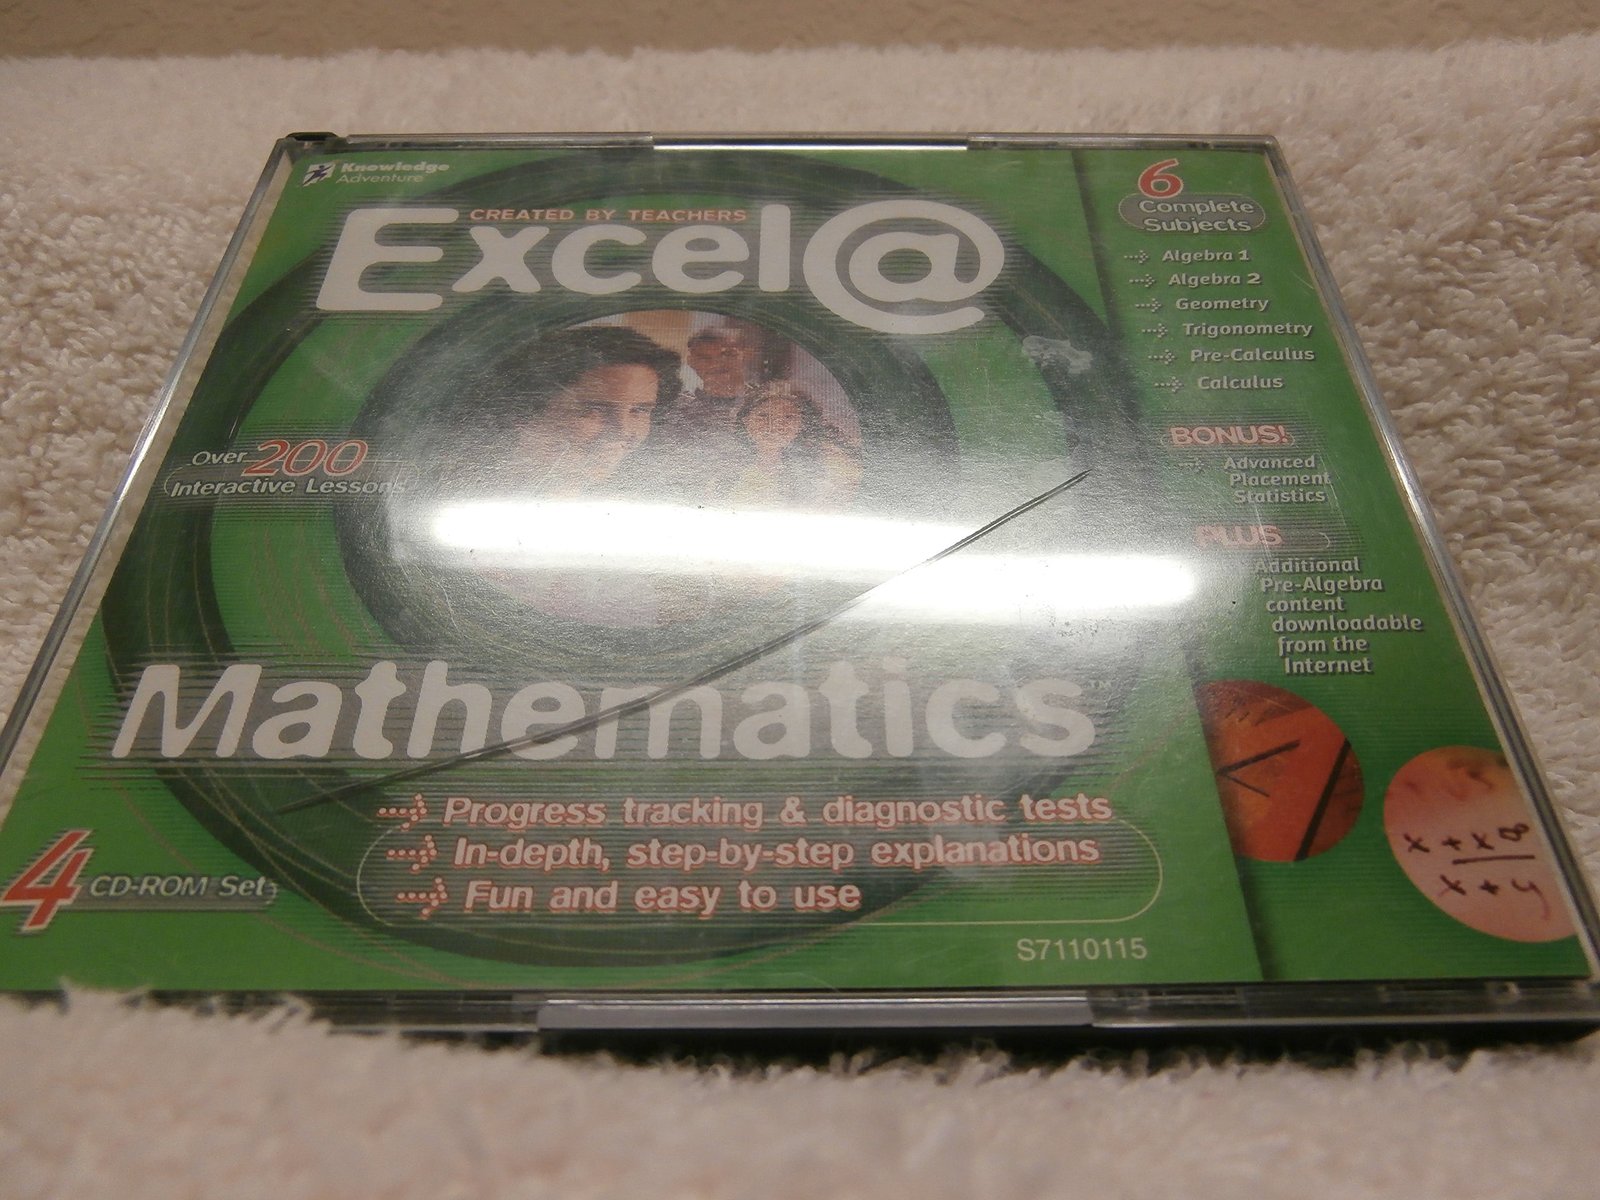 Knowledge
Adventure
CREATED BY TEACHERS
Excel@
Mathematics™
Over 200
Interactive Lessons
Progress tracking & diagnostic tests
In-depth, step-by-step explanations
Fun and easy to use
4 CD-ROM Set
S7110115
6
Complete
Subjects
Algebra 1
Algebra 2
Geometry
Trigonometry
Pre-Calculus
Calculus
BONUS!
Advanced
Placement
Statistics
PLUS
Additional
Pre-Algebra
content
downloadable
from the
Internet